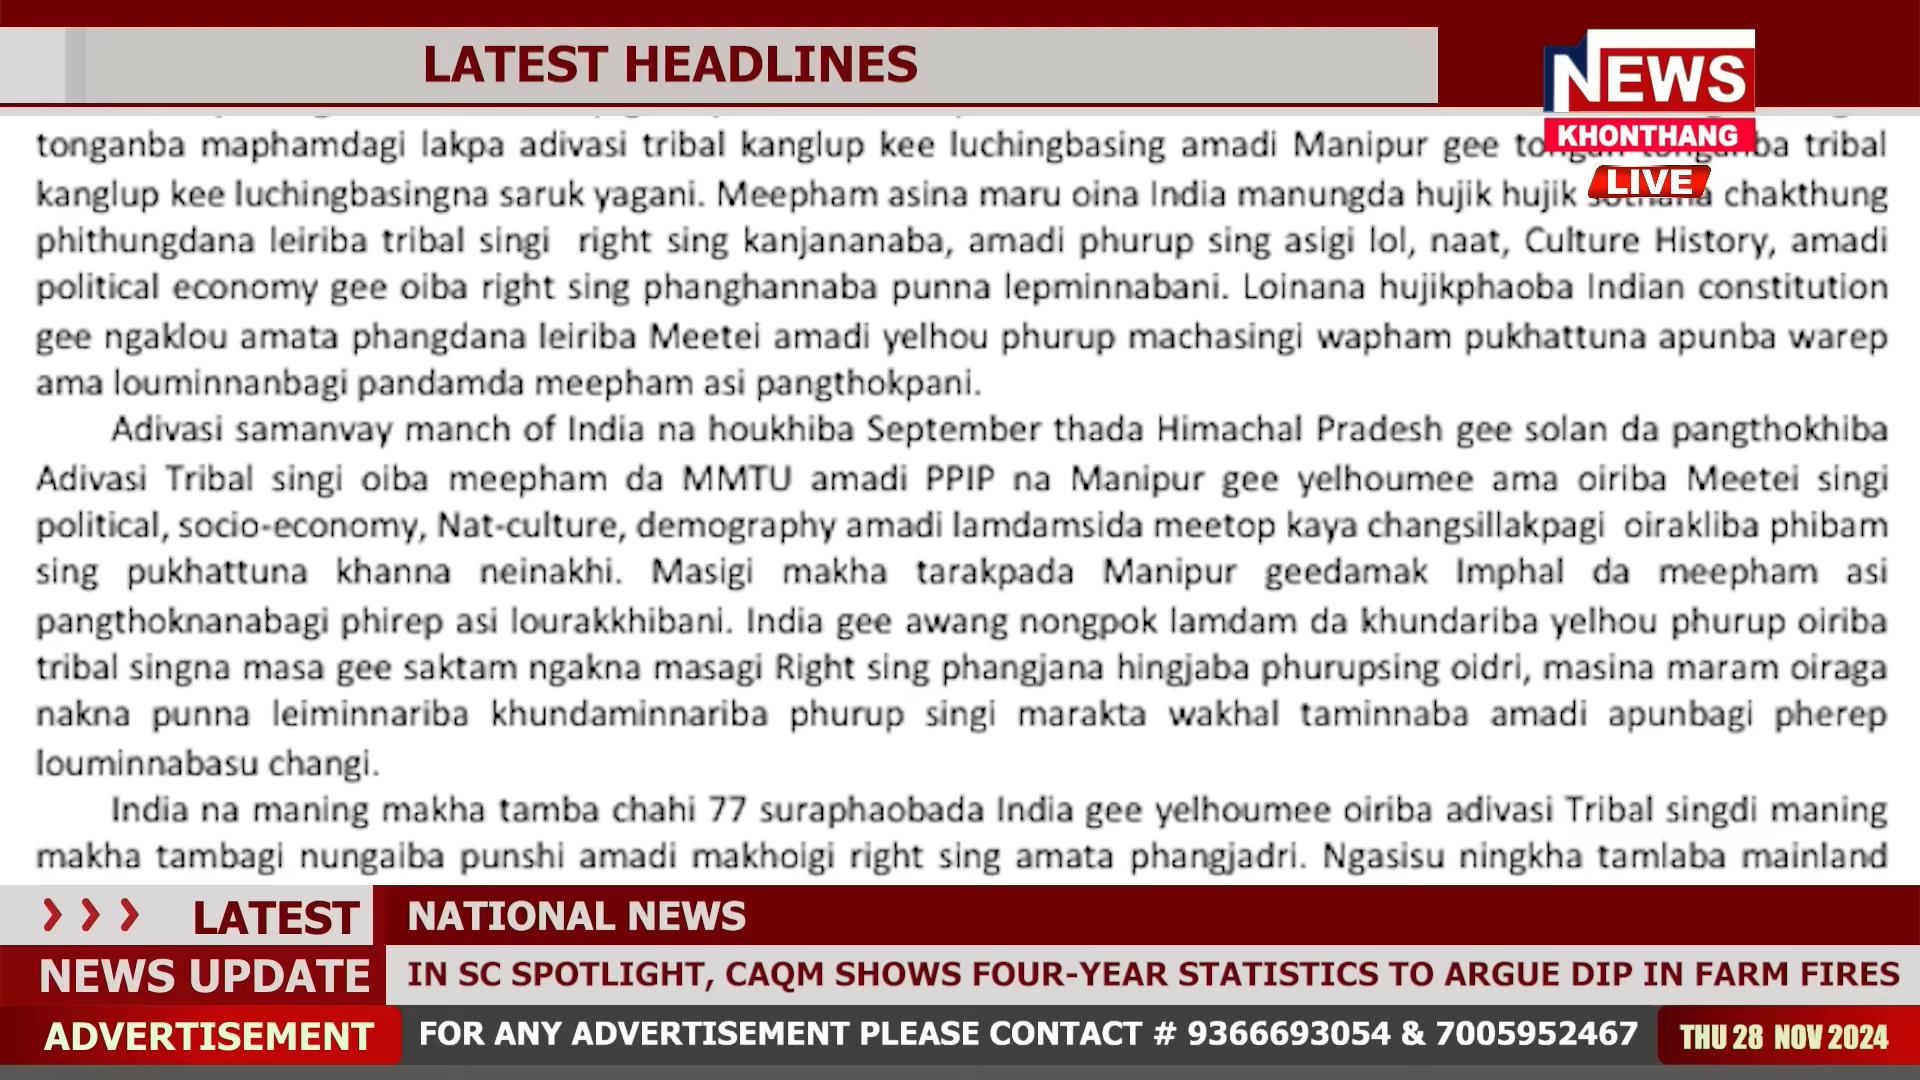 LATEST HEADLINES
NEWS
KHONTHANG
LIVE
tonganba maphamdagi lakpa adivasi tribal kanglup kee luchingbasing amadi Manipur gee tongan tonganba tribal
kanglup kee luchingbasingna saruk yagani. Meepham asina maru oina India manungda hujik hujik chakthung
phithungdana leiriba tribal singi right sing kanjananaba, amadi phurup sing asigi lol, naat, Culture History, amadi
political economy gee oiba right sing phanghannaba punna lepminnabani. Loinana hujikphaoba Indian constitution
gee ngaklou amata phangdana leiriba Meetei amadi yelhou phurup machasingi wapham pukhattuna apunba warep
ama louminnanbagi pandamda meepham asi pangthokpani.
Adivasi samanvay manch of India na houkhiba September thada Himachal Pradesh gee solan da pangthokhiba
Adivasi Tribal singi oiba meepham da MMTU amadi PPIP na Manipur gee yelhoumee ama oiriba Meetei singi
political, socio-economy, Nat-culture, demography amadi lamdamsida meetop kaya changsillakpagi oirakliba phibam
sing pukhattuna khanna neinakhi. Masigi makha tarakpada Manipur geedamak Imphal da meepham asi
pangthoknanabagi phirep asi lourakkhibani. India gee awang nongpok lamdam da khundariba yelhou phurup oiriba
tribal singna masa gee saktam ngakna masagi Right sing phangjana hingjaba phurupsing oidri, masina maram oiraga
nakna punna leiminnariba khundaminnariba phurup singi marakta wakhal taminnaba amadi apunbagi pherep
louminnabasu changi.
India na maning makha tamba chahi 77 suraphaobada India gee yelhoumee oiriba adivasi Tribal singdi maning
makha tambagi nungaiba punshi amadi makhoigi right sing amata phangjadri. Ngasisu ningkha tamlaba mainland
LATEST
NEWS UPDATE
NATIONAL NEWS
IN SC SPOTLIGHT, CAQM SHOWS FOUR-YEAR STATISTICS TO ARGUE DIP IN FARM FIRES
ADVERTISEMENT
FOR ANY ADVERTISEMENT PLEASE CONTACT # 9366693054 & 7005952467
THU 28 NOV 2024